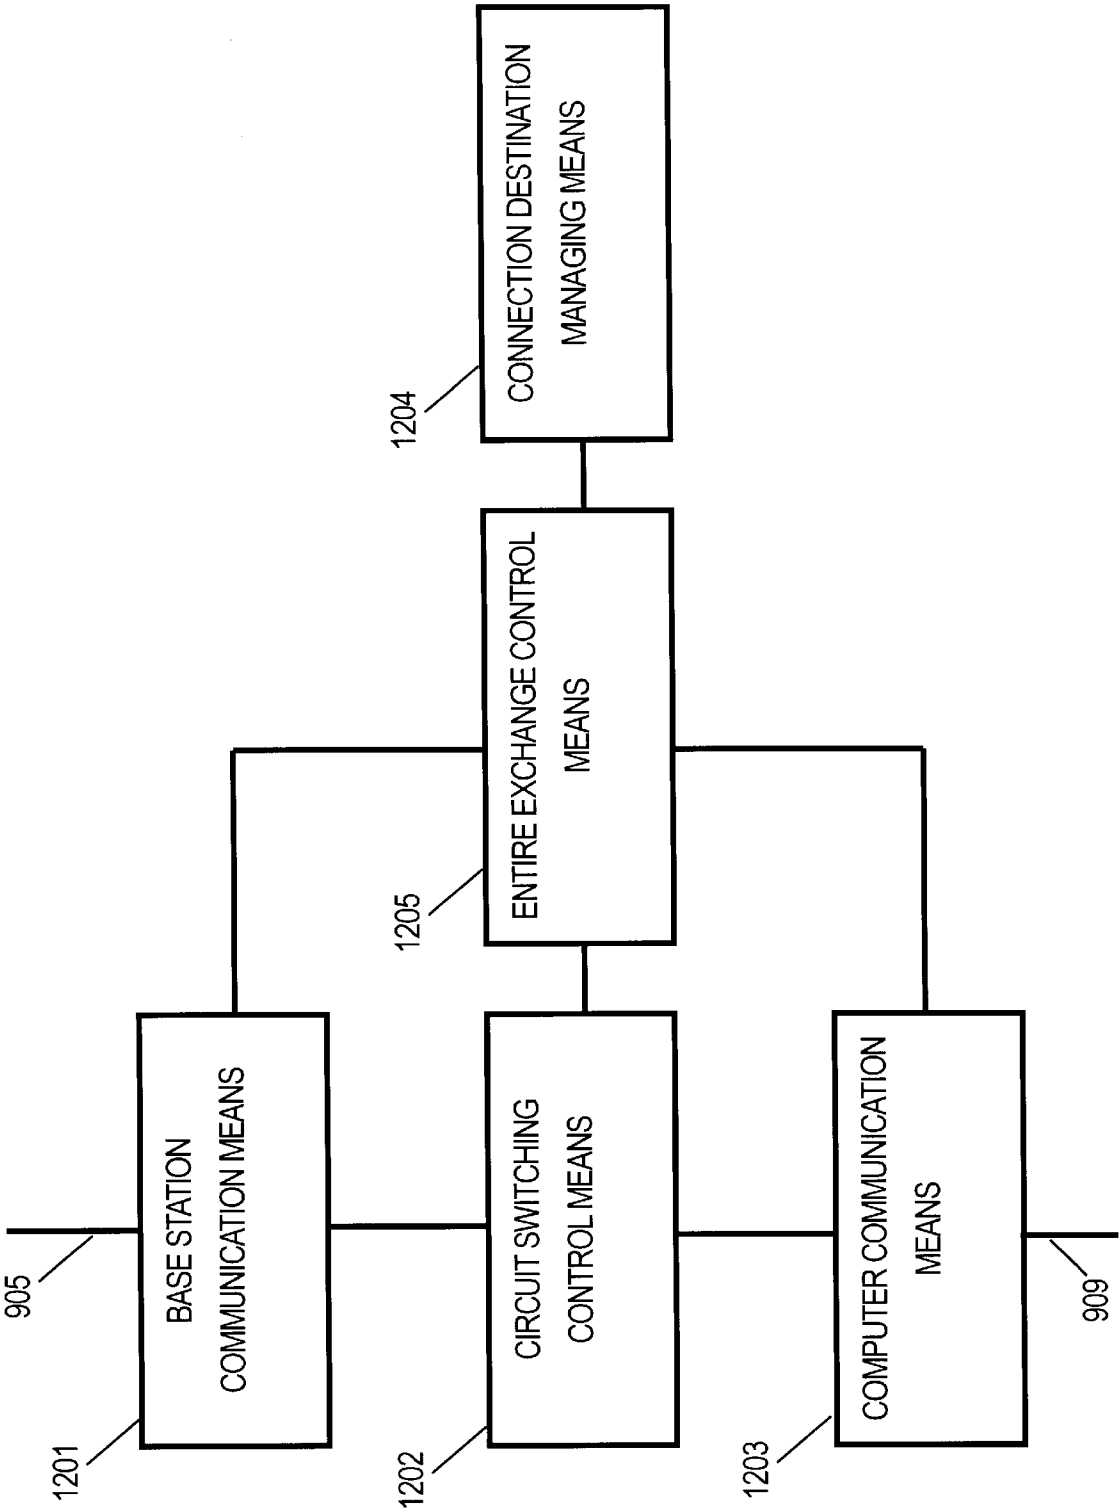 905
1201
BASE STATION
COMMUNICATION MEANS
1202
CIRCUIT SWITCHING
CONTROL MEANS
1203
COMPUTER COMMUNICATION
MEANS
909
1205
ENTIRE EXCHANGE CONTROL
MEANS
1204
CONNECTION DESTINATION
MANAGING MEANS